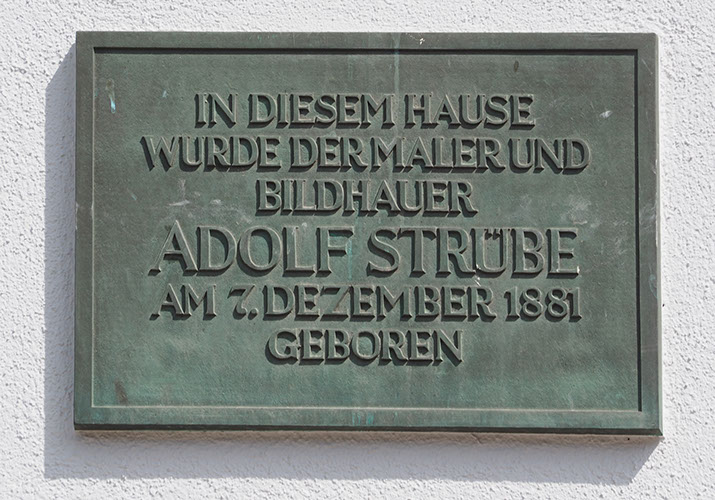 IN DIESEM HAUSE
WURDE DER MALER UND
BILDHAUER
ADOLF STRÜBE
AM 7. DEZEMBER 1881
GEBOREN